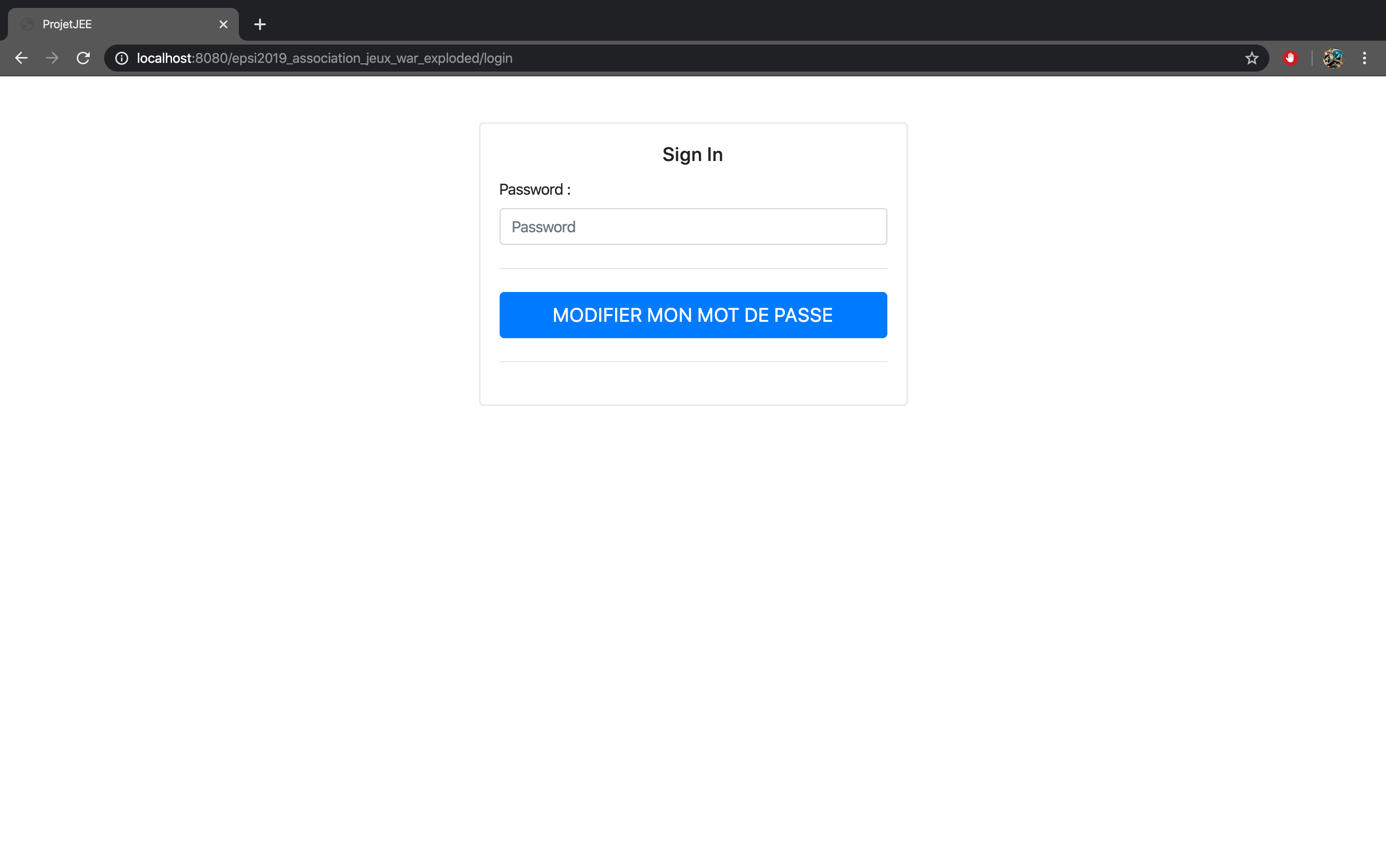 ProjetJEE
localhost:8080/epsi2019_association_jeux_war_exploded/login
Sign In
Password :
Password
MODIFIER MON MOT DE PASSE